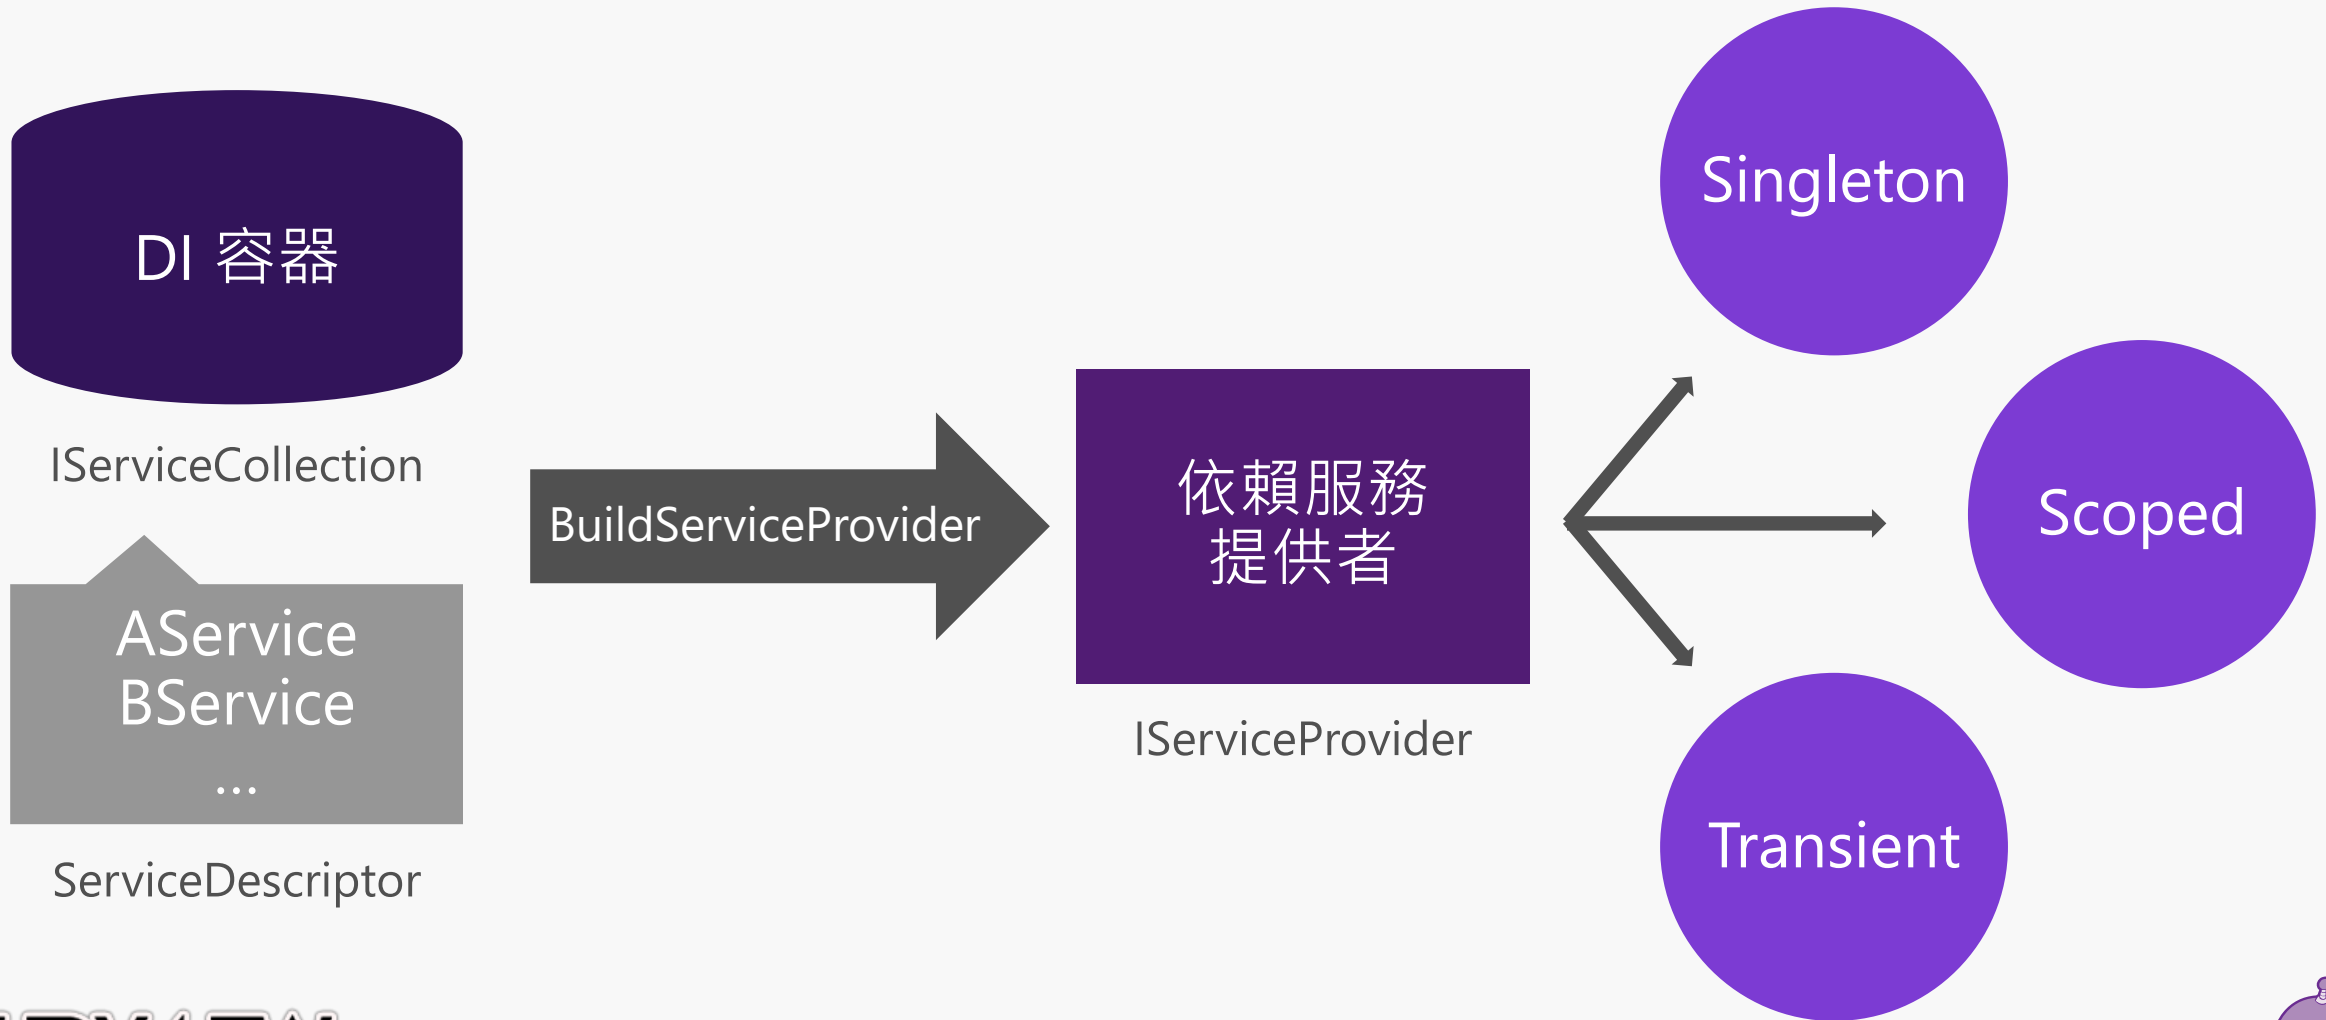 DI 容器
IServiceCollection
AService
BService
...
ServiceDescriptor
BuildServiceProvider
依賴服務
提供者
IServiceProvider
Singleton
Scoped
Transient